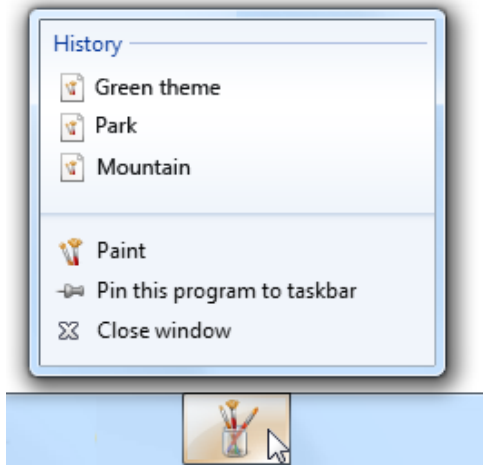 History
Green theme
Park
Mountain
Paint
Pin this program to taskbar
Close window